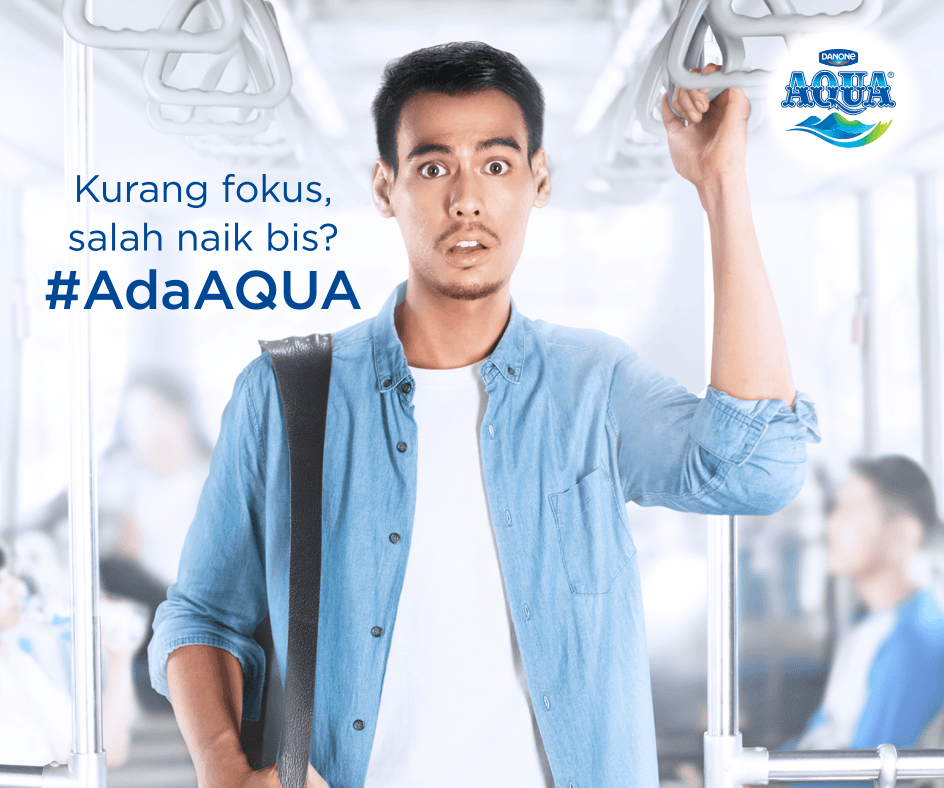 DANONE
AQUA®
Kurang fokus,
salah naik bis?
#AdaAQUA